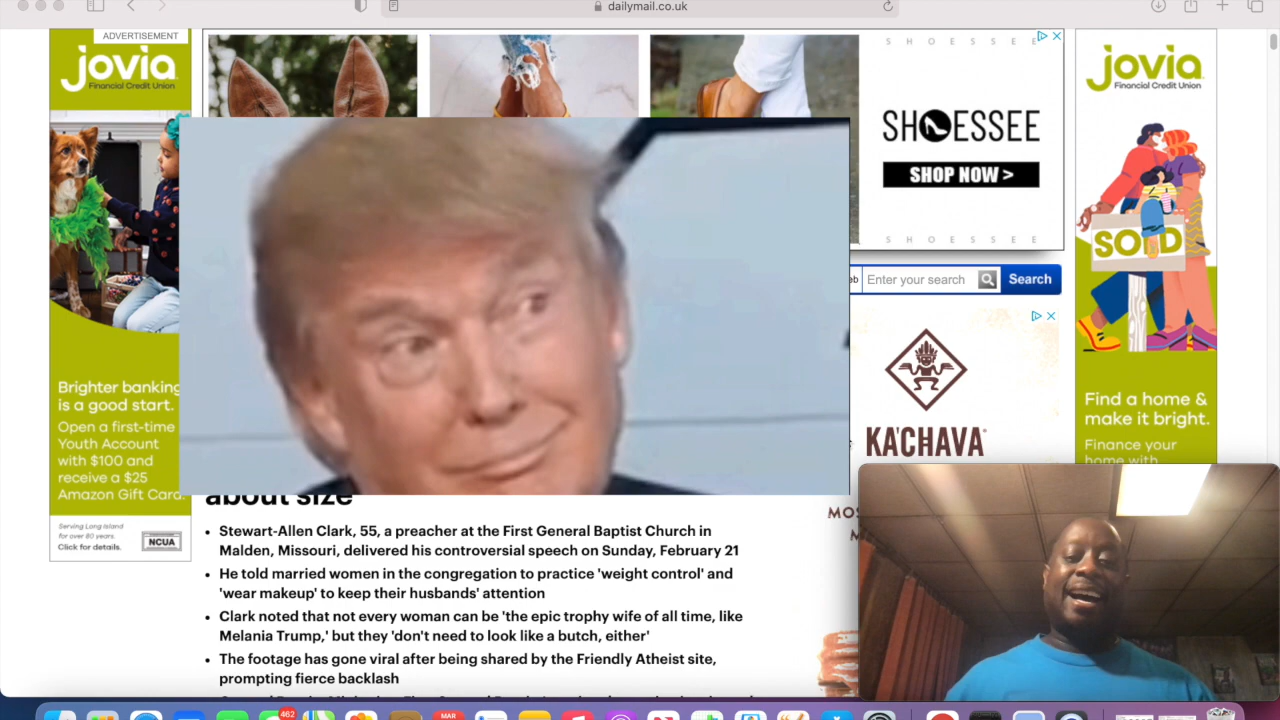 dailymail.co.uk
ADVERTISEMENT
jovia
Financial Credit Union
Brighter banking
is a good start.
Open a first-time
Youth Account
with $100 and
receive a $25
Amazon Gift Card.
Serving Long Island
for over 80 years.
Click for details.
NCUA
S H O E S S E E
SHOESSEE
SHOP NOW >
S H O E S S E E
eb
Enter your search
Search
KA'CHAVA
jovia
Financial Credit Union
SOLD
Find a home &
make it bright.
Finance your
home with
about size
• Stewart-Allen Clark, 55, a preacher at the First General Baptist Church in
Malden, Missouri, delivered his controversial speech on Sunday, February 21
• He told married women in the congregation to practice 'weight control' and
'wear makeup' to keep their husbands' attention
• Clark noted that not every woman can be 'the epic trophy wife of all time, like
Melania Trump,' but they 'don't need to look like a butch, either'
• The footage has gone viral after being shared by the Friendly Atheist site,
prompting fierce backlash
MOS
M
462
MAR